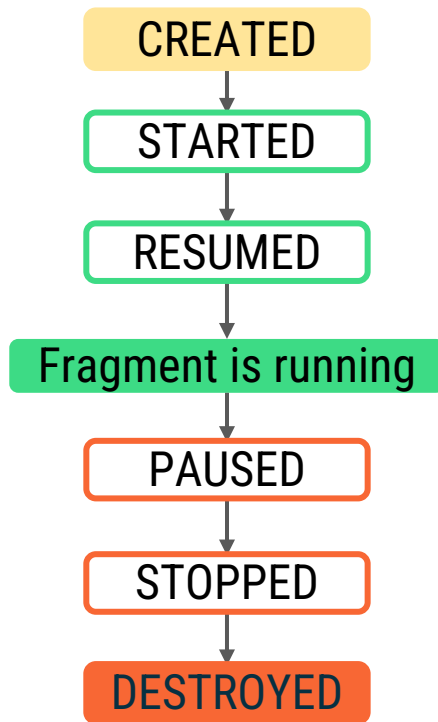 CREATED
STARTED
RESUMED
Fragment is running
PAUSED
STOPPED
DESTROYED